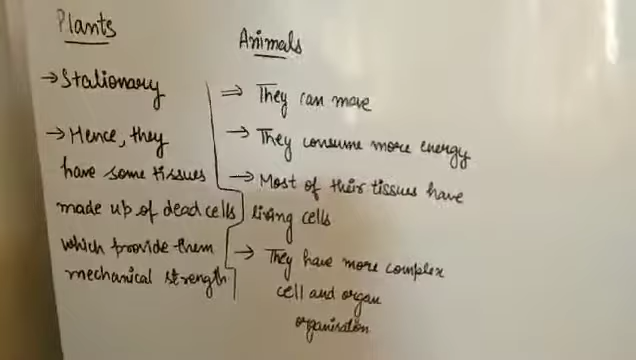 Plants
→ Stationary
→ Hence, they
have some tissues
made up of dead cells
which provide them
mechanical strength
Animals
⇒ They can move
→ They consume more energy
→ Most of their tissues have
living cells
→ They have more complex
cell and organ
organisation